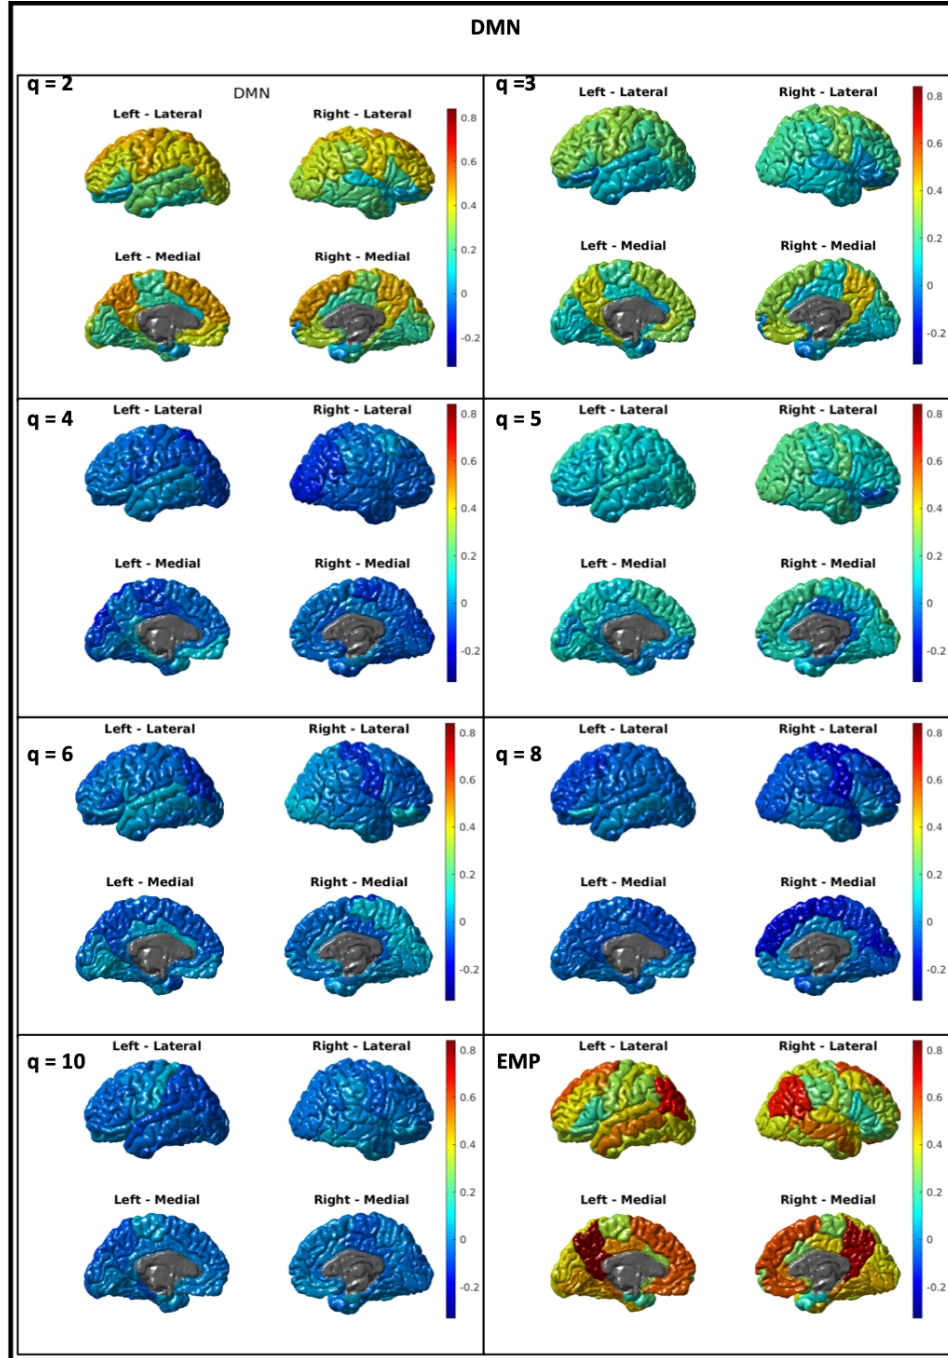 DMN
q = 2
DMN
Left - Lateral
Right - Lateral
Left - Medial
Right - Medial
0.8
0.6
0.4
0.2
0
-0.2
q =3
Left - Lateral
Right - Lateral
Left - Medial
Right - Medial
0.8
0.6
0.4
0.2
0
-0.2
q = 4
Left - Lateral
Right - Lateral
Left - Medial
Right - Medial
0.8
0.6
0.4
0.2
0
-0.2
q = 5
Left - Lateral
Right - Lateral
Left - Medial
Right - Medial
0.8
0.6
0.4
0.2
0
-0.2
q = 6
Left - Lateral
Right - Lateral
Left - Medial
Right - Medial
0.8
0.6
0.4
0.2
0
-0.2
q = 8
Left - Lateral
Right - Lateral
Left - Medial
Right - Medial
0.8
0.6
0.4
0.2
0
-0.2
q = 10
Left - Lateral
Right - Lateral
Left - Medial
Right - Medial
0.8
0.6
0.4
0.2
0
-0.2
EMP
Left - Lateral
Right - Lateral
Left - Medial
Right - Medial
0.8
0.6
0.4
0.2
0
-0.2